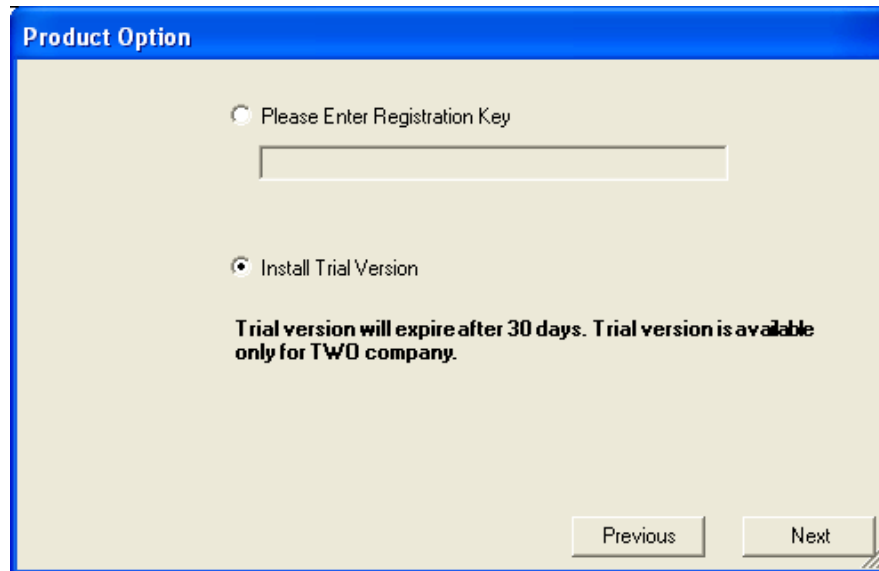 Product Option
Please Enter Registration Key
Install Trial Version
Trial version will expire after 30 days. Trial version is available
only for TWO company.
Previous
Next